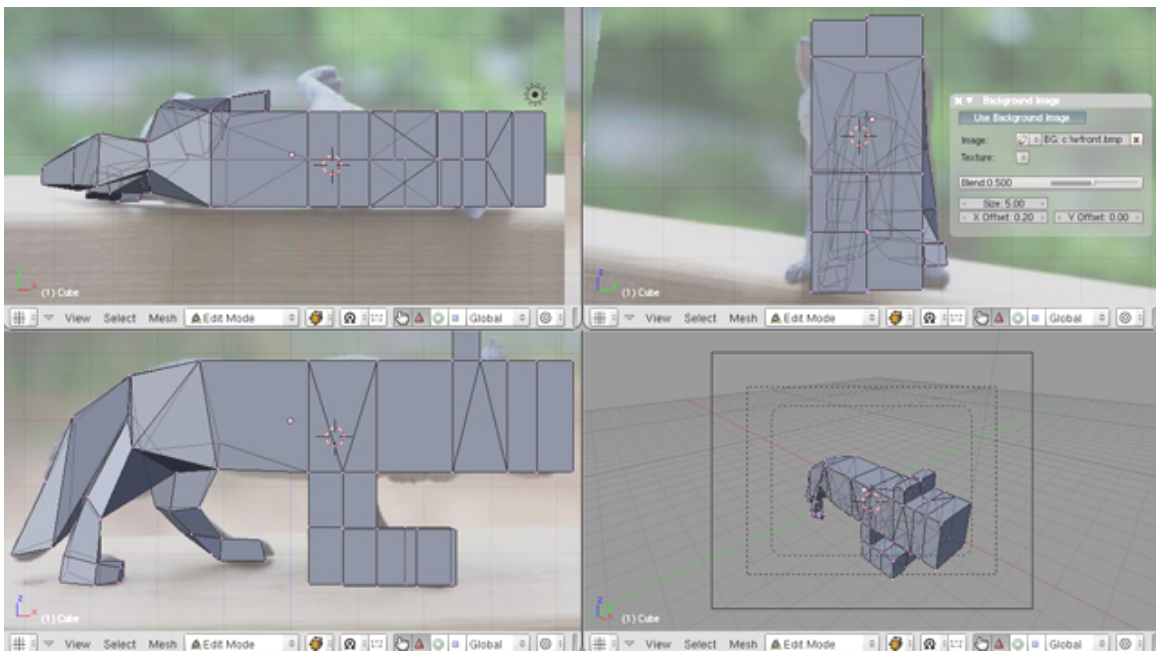 Background Image
Use Background Image
Image:
BG: c:\wfront.bmp
X
Texture:
Blend:0.500
Size: 5.00
X Offset: 0.20
Y Offset: 0.00
y
x
(1) Cube
z
(1) Cube
View Select Mesh Edit Mode Global
View Select Mesh Edit Mode Global
z
x
(1) Cube
z
(1) Cube
View Select Mesh Edit Mode Global
View Select Mesh Edit Mode Global